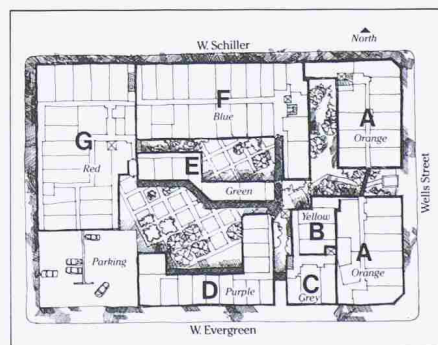 North
W. Schiller
F
Blue
A
Orange
G
Red
E
Green
Wells Street
Yellow
B
A
Orange
Parking
D
Purple
C
Grey
W. Evergreen